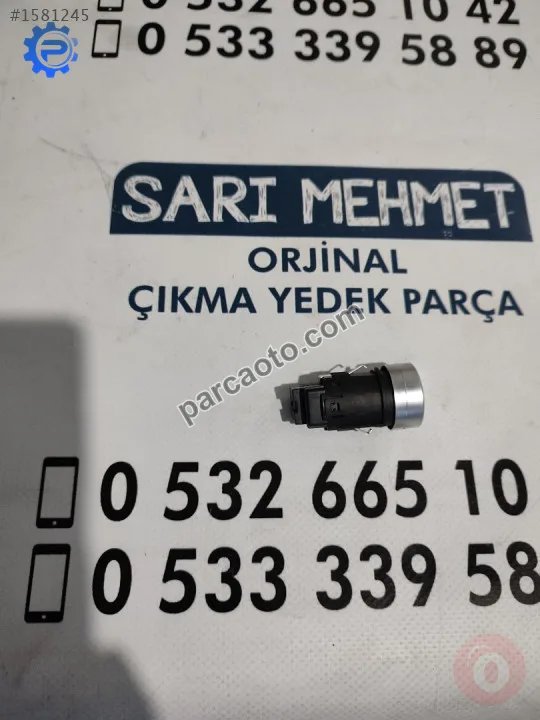 #1581245
0 532 665 10 42
0 533 339 58 89
SARI MEHMET
ORJİNAL
ÇIKMA YEDEK PARÇA
parcaoto.com
0 532 665 10
0 533 339 58